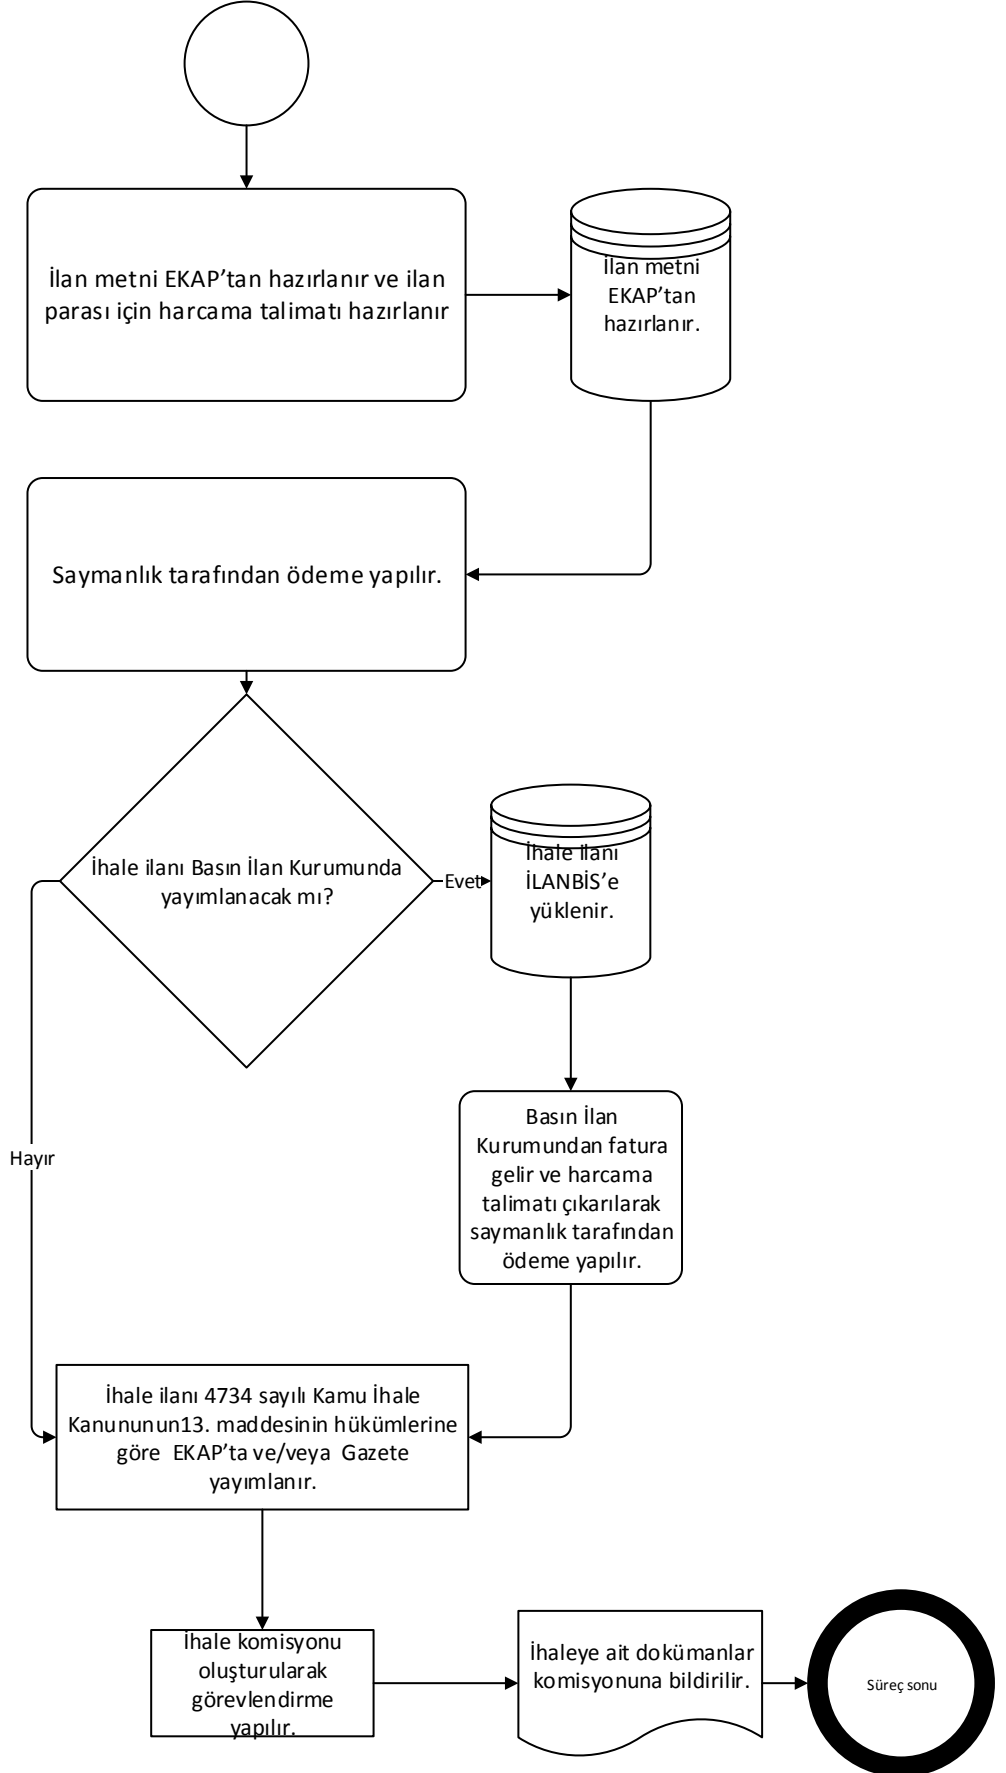 İlan metni EKAP’tan hazırlanır ve ilan
parası için harcama talimatı hazırlanır
İlan metni
EKAP’tan
hazırlanır.
Saymanlık tarafından ödeme yapılır.
İhale ilanı Basın İlan Kurumunda
yayımlanacak mı?
Evet
İhale ilanı
İLANBİS’e
yüklenir.
Hayır
Basın İlan
Kurumundan fatura
gelir ve harcama
talimatı çıkarılarak
saymanlık tarafından
ödeme yapılır.
İhale ilanı 4734 sayılı Kamu İhale
Kanununun13. maddesinin hükümlerine
göre EKAP’ta ve/veya Gazete
yayımlanır.
İhale komisyonu
oluşturularak
görevlendirme
yapılır.
İhaleye ait dokümanlar
komisyonuna bildirilir.
Süreç sonu